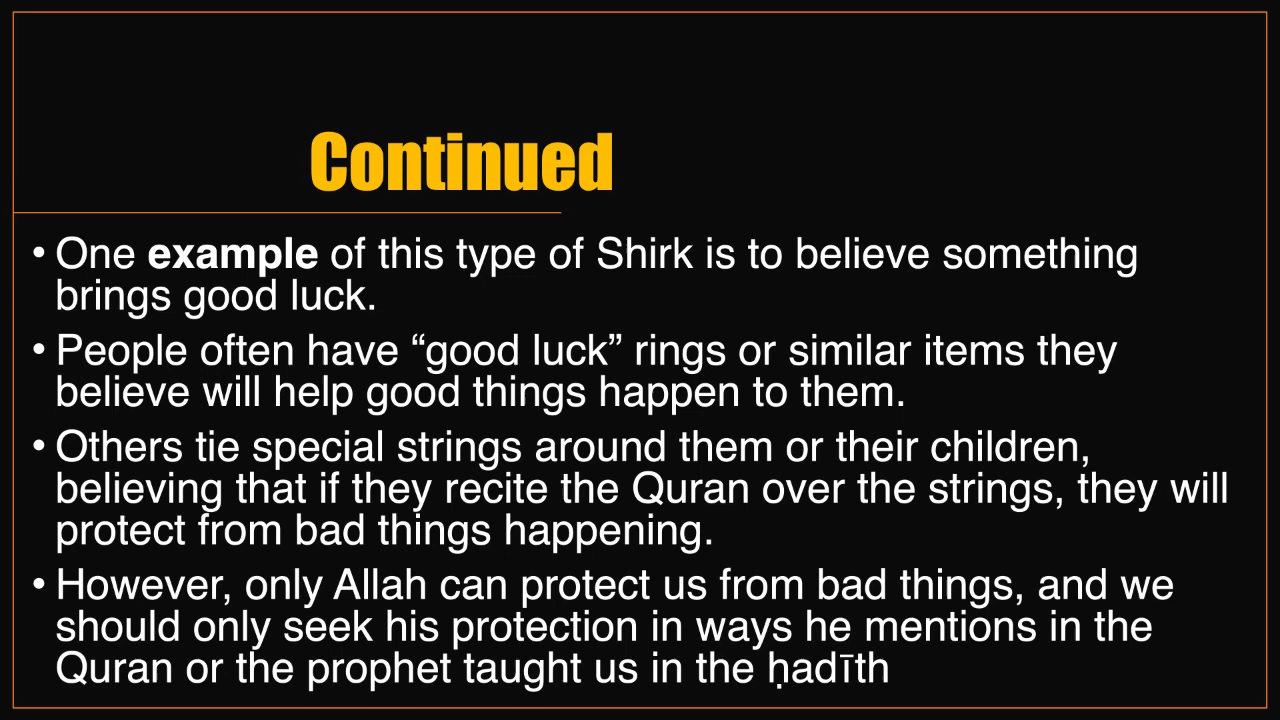 Continued
• One example of this type of Shirk is to believe something
brings good luck.
• People often have “good luck” rings or similar items they
believe will help good things happen to them.
• Others tie special strings around them or their children,
believing that if they recite the Quran over the strings, they will
protect from bad things happening.
• However, only Allah can protect us from bad things, and we
should only seek his protection in ways he mentions in the
Quran or the prophet taught us in the ḥadīth